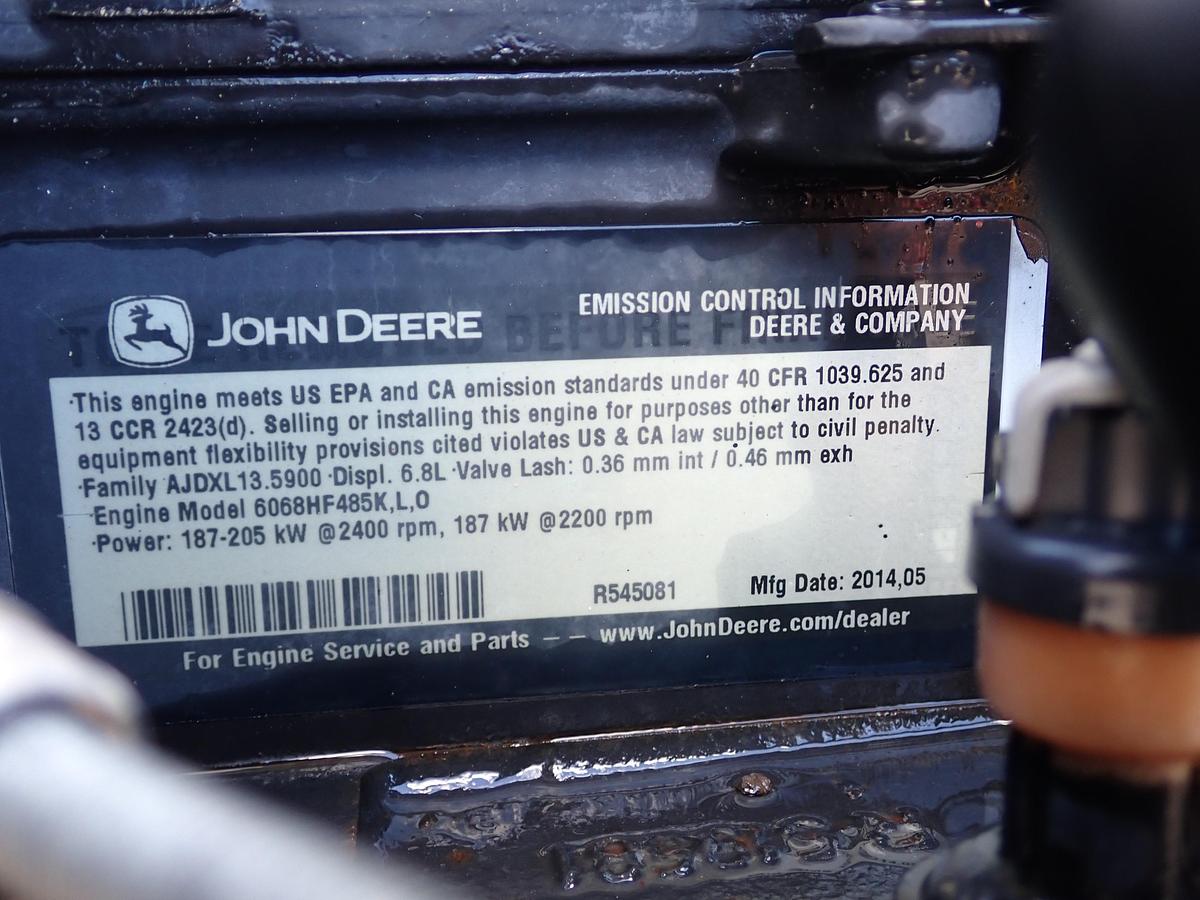 JOHN DEERE
EMISSION CONTROL INFORMATION
DEERE & COMPANY
·This engine meets US EPA and CA emission standards under 40 CFR 1039.625 and
13 CCR 2423(d). Selling or installing this engine for purposes other than for the
equipment flexibility provisions cited violates US & CA law subject to civil penalty.
·Family AJDXL13.5900 ·Displ. 6.8L ·Valve Lash: 0.36 mm int / 0.46 mm exh
·Engine Model 6068HF485K,L,O
·Power: 187-205 kW @2400 rpm, 187 kW @2200 rpm
R545081
Mfg Date: 2014,05
For Engine Service and Parts -- www.JohnDeere.com/dealer